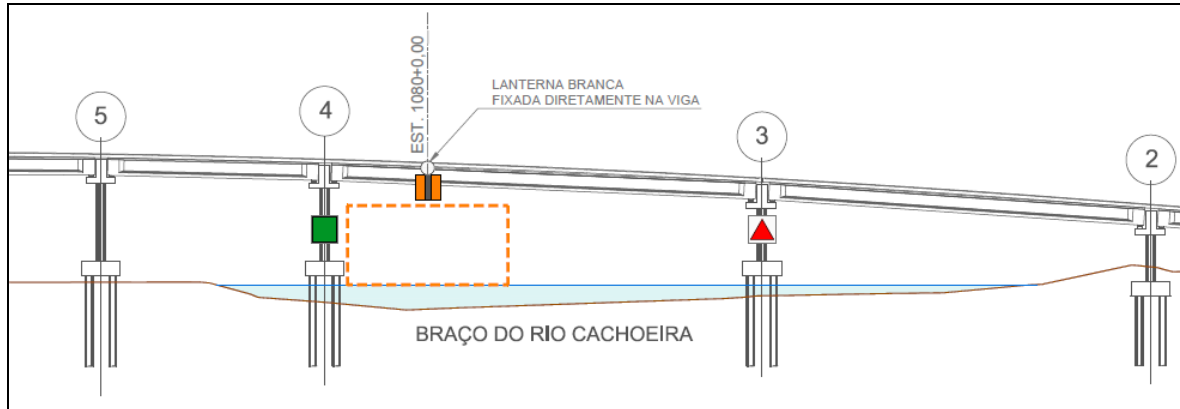 EST. 1080+0,00
LANTERNA BRANCA
FIXADA DIRETAMENTE NA VIGA
5
4
3
2
BRAÇO DO RIO CACHOEIRA